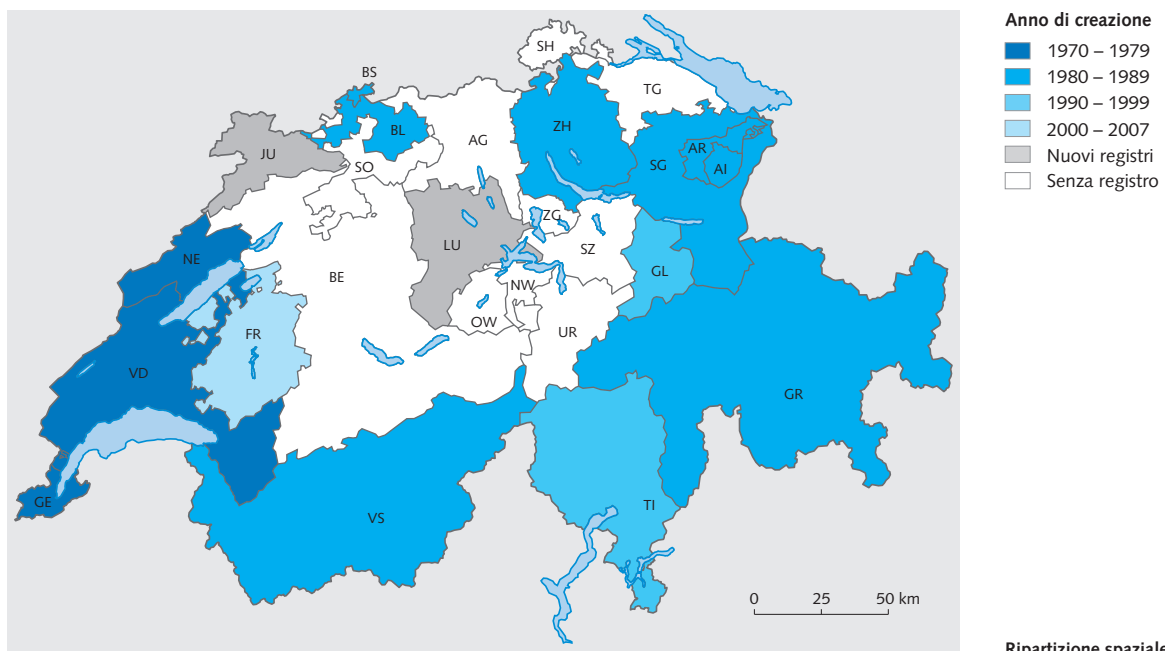 Anno di creazione
1970 – 1979
1980 – 1989
1990 – 1999
2000 – 2007
Nuovi registri
Senza registro
SH
BS
TG
BL
ZH
AG
JU
SO
SG
AR
AI
ZG
LU
SZ
NE
BE
GL
NW
OW
UR
FR
VD
GR
GE
VS
TI
0 25 50 km
Ripartizione spaziale